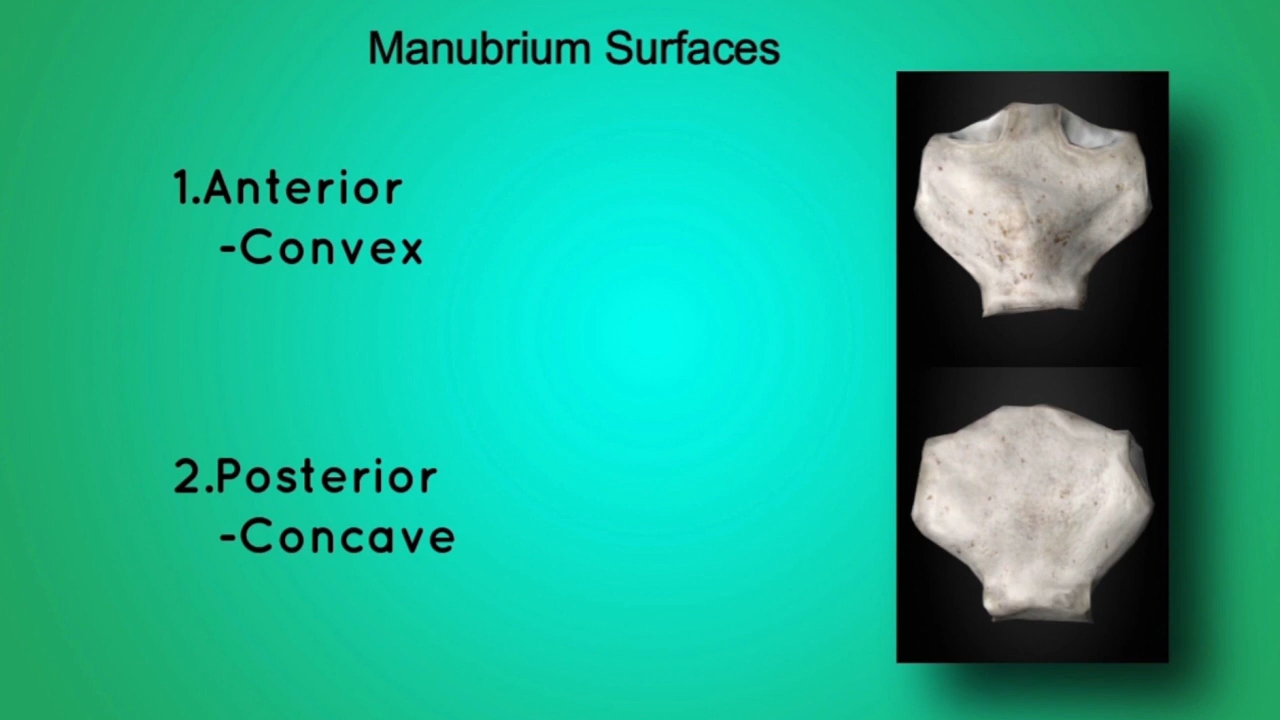 Manubrium Surfaces
1.Anterior
-Convex
2.Posterior
-Concave